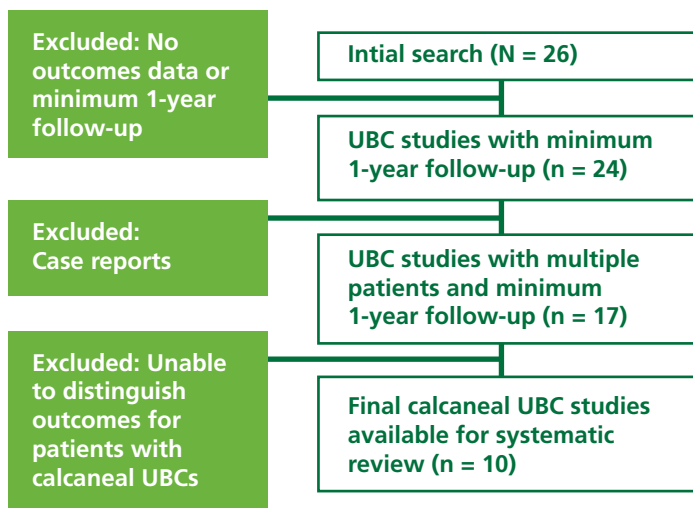 Excluded: No
outcomes data or
minimum 1-year
follow-up
Intial search (N = 26)
UBC studies with minimum
1-year follow-up (n = 24)
Excluded:
Case reports
UBC studies with multiple
patients and minimum
1-year follow-up (n = 17)
Excluded: Unable
to distinguish
outcomes for
patients with
calcaneal UBCs
Final calcaneal UBC studies
available for systematic
review (n = 10)